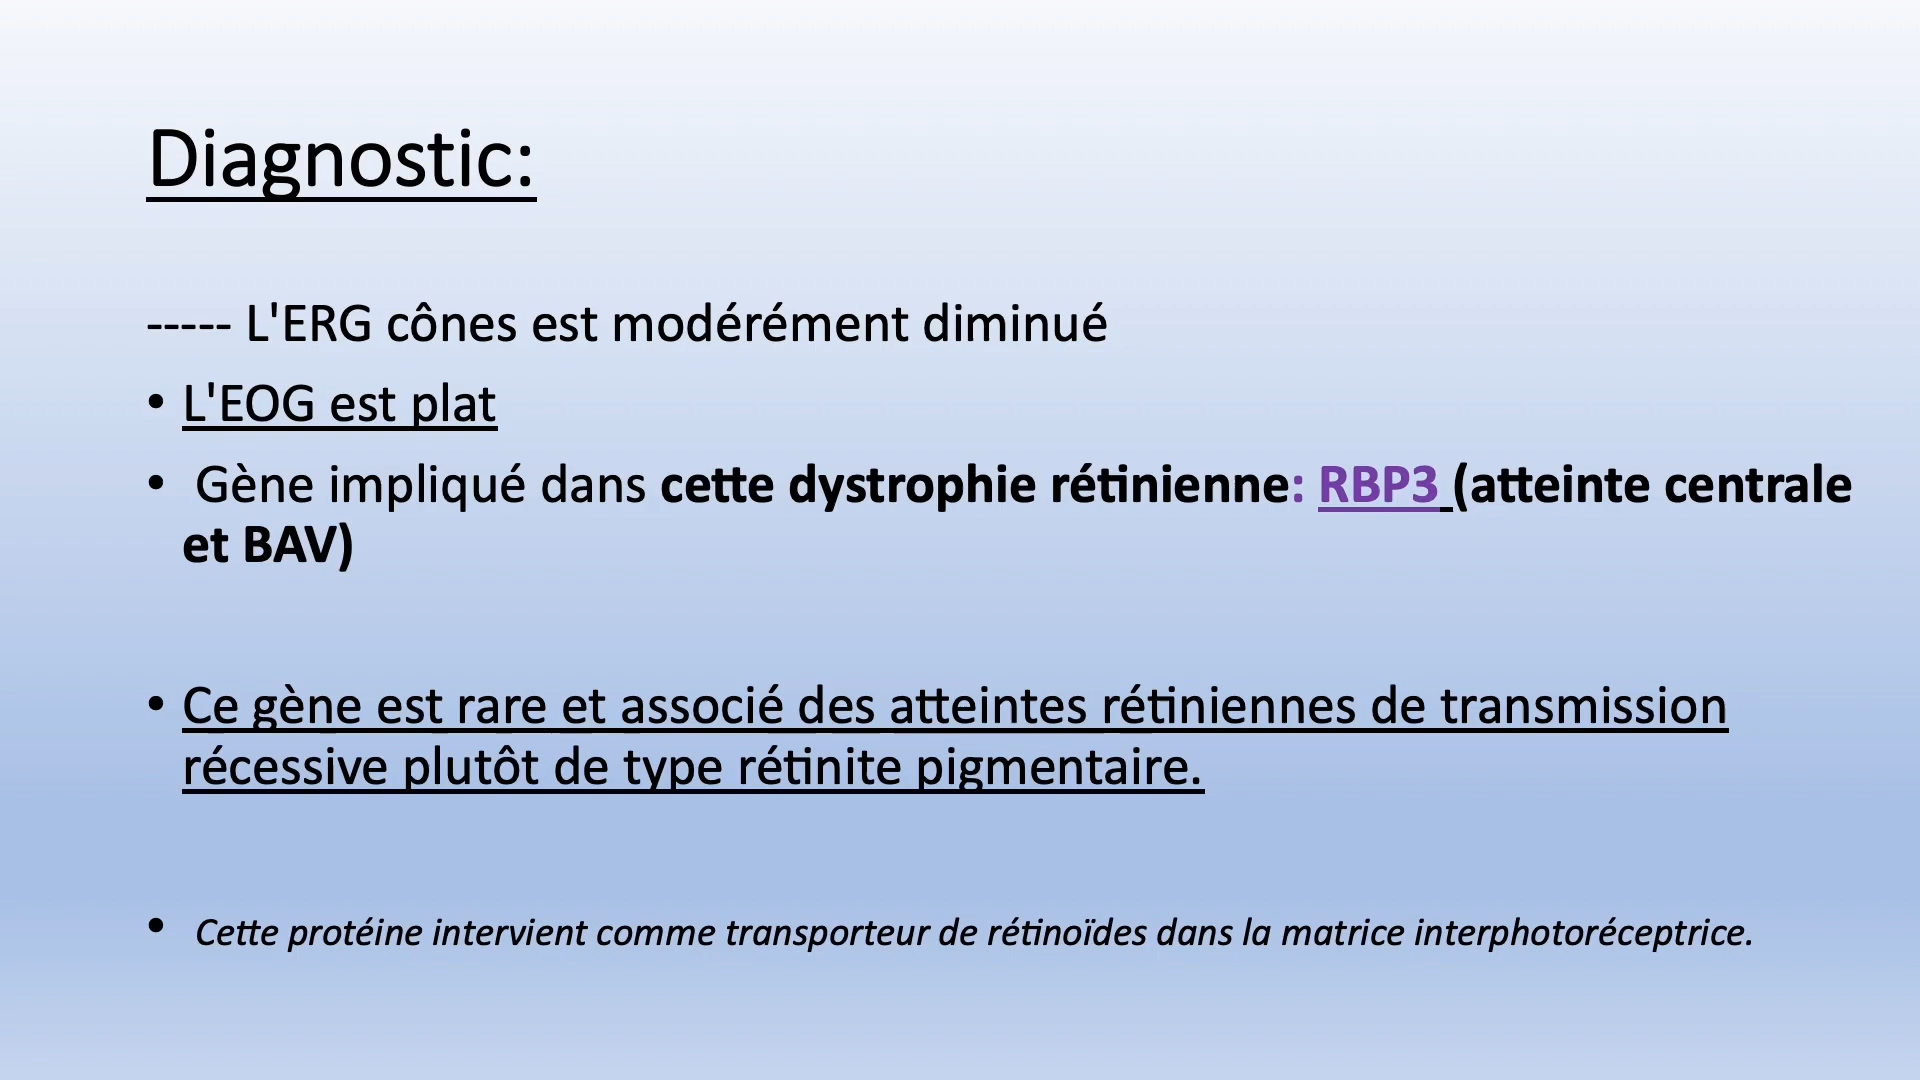 Diagnostic:
----- L'ERG cônes est modérément diminué
• L'EOG est plat
• Gène impliqué dans cette dystrophie rétinienne: RBP3 (atteinte centrale
et BAV)
• Ce gène est rare et associé des atteintes rétiniennes de transmission
récessive plutôt de type rétinite pigmentaire.
• Cette protéine intervient comme transporteur de rétinoïdes dans la matrice interphotoréceptrice.